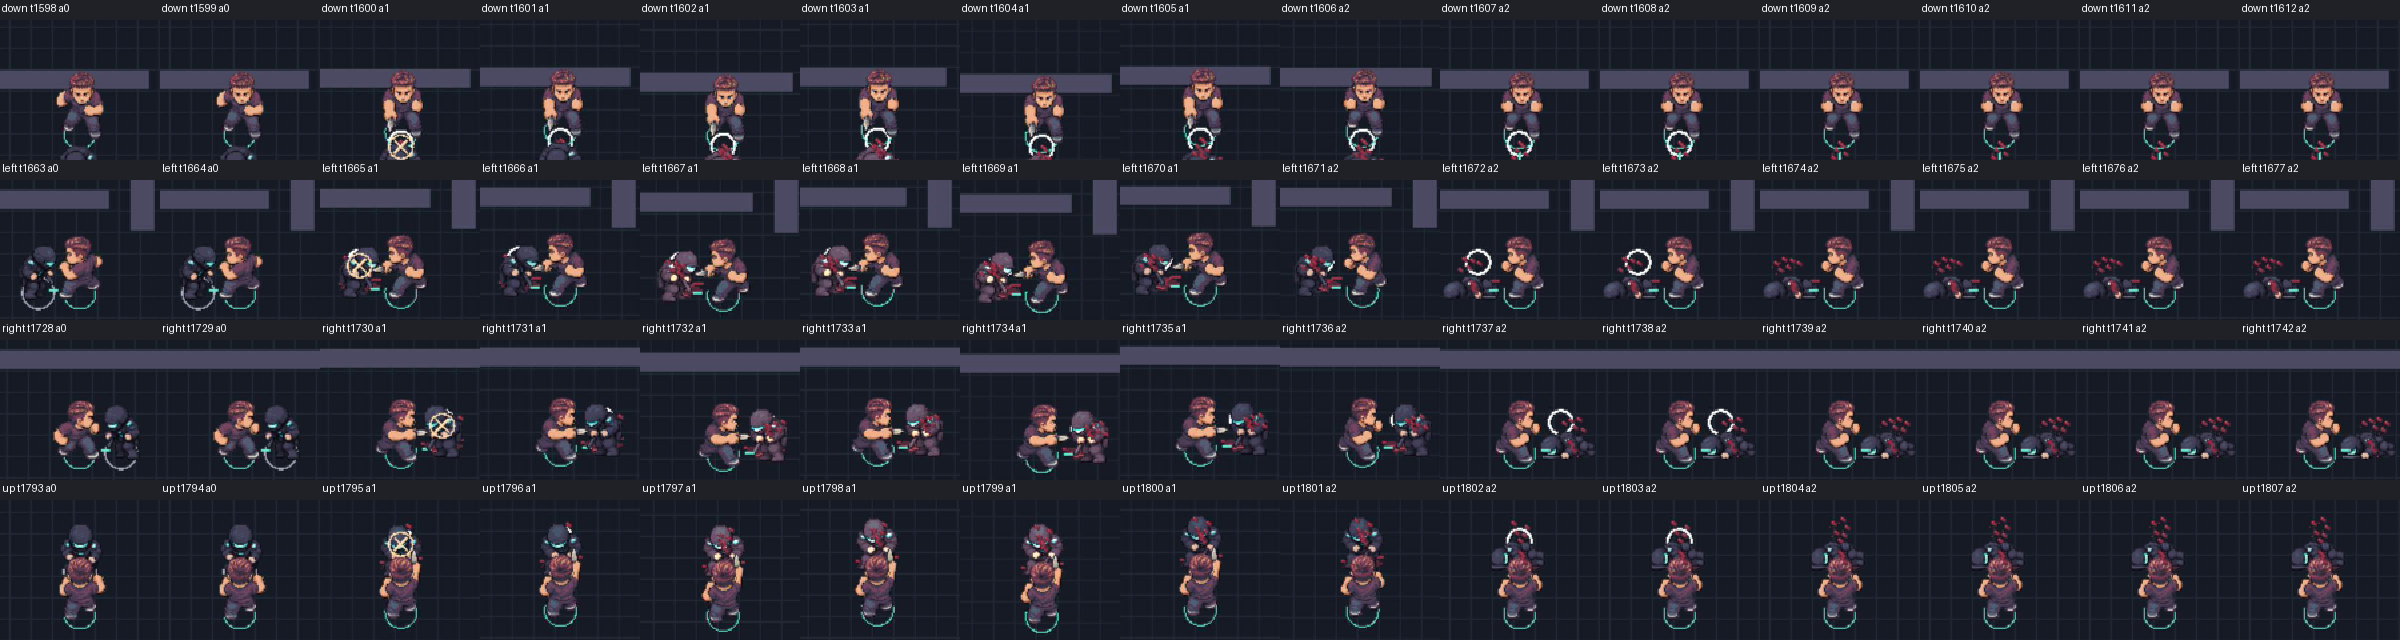 down t1598 a0 down t1599 a0 down t1600 a1 down t1601 a1 down t1602 a1 down t1603 a1 down t1604 a1 down t1605 a1 down t1606 a2 down t1607 a2 down t1608 a2 down t1609 a2 down t1610 a2 down t1611 a2 down t1612 a2
left t1663 a0 left t1664 a0 left t1665 a1 left t1666 a1 left t1667 a1 left t1668 a1 left t1669 a1 left t1670 a1 left t1671 a2 left t1672 a2 left t1673 a2 left t1674 a2 left t1675 a2 left t1676 a2 left t1677 a2
right t1728 a0 right t1729 a0 right t1730 a1 right t1731 a1 right t1732 a1 right t1733 a1 right t1734 a1 right t1735 a1 right t1736 a2 right t1737 a2 right t1738 a2 right t1739 a2 right t1740 a2 right t1741 a2 right t1742 a2
up t1793 a0 up t1794 a0 up t1795 a1 up t1796 a1 up t1797 a1 up t1798 a1 up t1799 a1 up t1800 a1 up t1801 a2 up t1802 a2 up t1803 a2 up t1804 a2 up t1805 a2 up t1806 a2 up t1807 a2